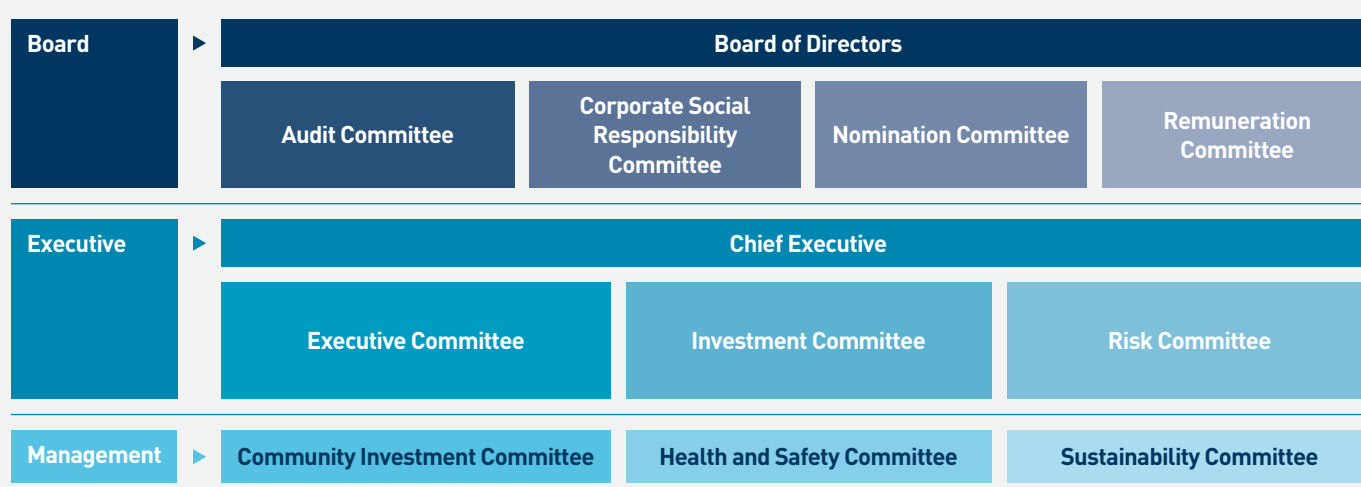 Board
Board of Directors
Audit Committee
Corporate Social
Responsibility
Committee
Nomination Committee
Remuneration
Committee
Executive
Chief Executive
Executive Committee
Investment Committee
Risk Committee
Management
Community Investment Committee
Health and Safety Committee
Sustainability Committee